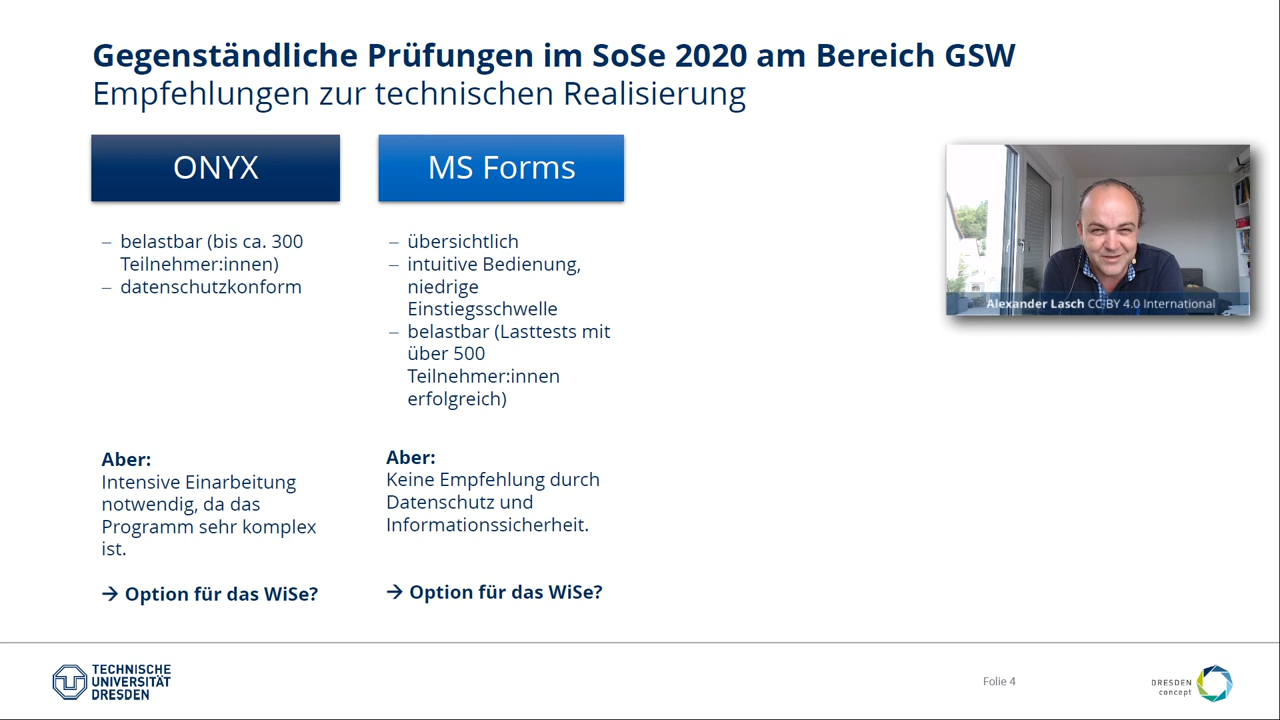 Gegenständliche Prüfungen im SoSe 2020 am Bereich GSW
Empfehlungen zur technischen Realisierung
ONYX
– belastbar (bis ca. 300
Teilnehmer:innen)
– datenschutzkonform
Aber:
Intensive Einarbeitung
notwendig, da das
Programm sehr komplex
ist.
→ Option für das WiSe?
MS Forms
– übersichtlich
– intuitive Bedienung,
niedrige
Einstiegsschwelle
– belastbar (Lasttests mit
über 500
Teilnehmer:innen
erfolgreich)
Aber:
Keine Empfehlung durch
Datenschutz und
Informationssicherheit.
→ Option für das WiSe?
Alexander Lasch CC BY 4.0 International
TECHNISCHE
UNIVERSITÄT
DRESDEN
Folie 4
DRESDEN
concept